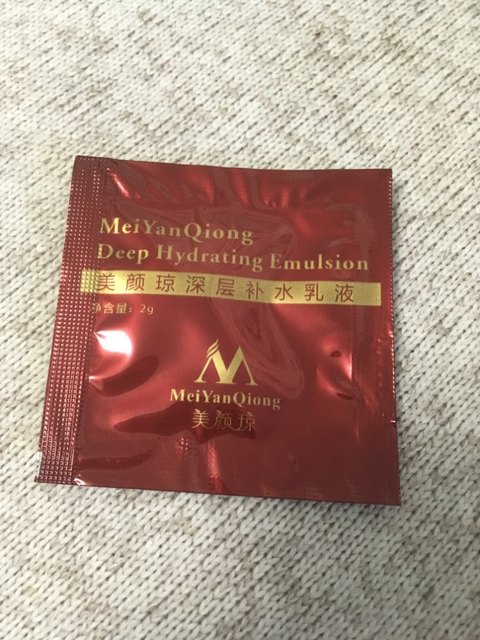 MeiYanQiong
Deep Hydrating Emulsion
美颜琼深层补水乳液
净含量：2g
MeiYanQiong
美颜琼